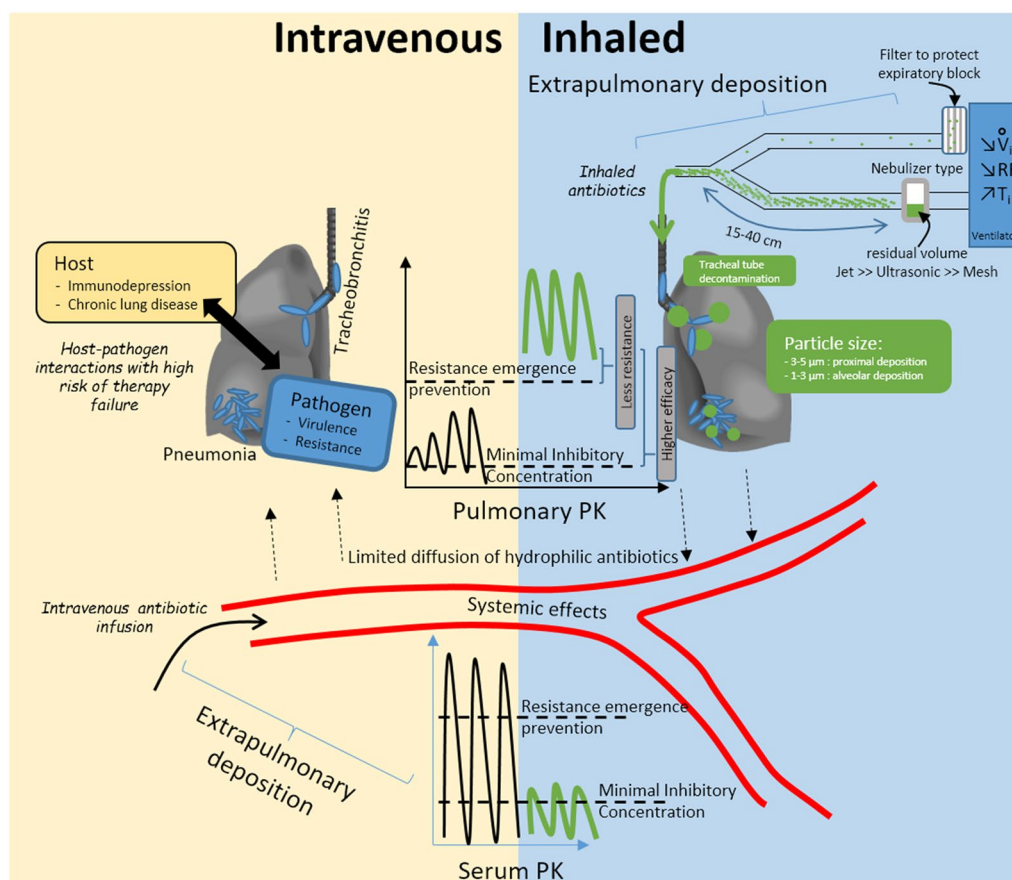 Intravenous
Inhaled
Filter to protect
expiratory block
Extrapulmonary deposition
Inhaled
antibiotics
Nebulizer type
15-40 cm
residual volume
Jet >> Ultrasonic >> Mesh
↘V̊i
↘RR
↗Ti
Ventilator
Tracheobronchitis
Host
- Immunodepression
- Chronic lung disease
Host-pathogen
interactions with high
risk of therapy
failure
Pathogen
- Virulence
- Resistance
Pneumonia
Tracheal tube
decontamination
Particle size:
- 3-5 µm : proximal deposition
- 1-3 µm : alveolar deposition
Resistance emergence
prevention
Less resistance
Higher efficacy
Minimal Inhibitory
Concentration
Pulmonary PK
Limited diffusion of hydrophilic antibiotics
Intravenous antibiotic
infusion
Systemic effects
Extrapulmonary
deposition
Resistance emergence
prevention
Minimal Inhibitory
Concentration
Serum PK